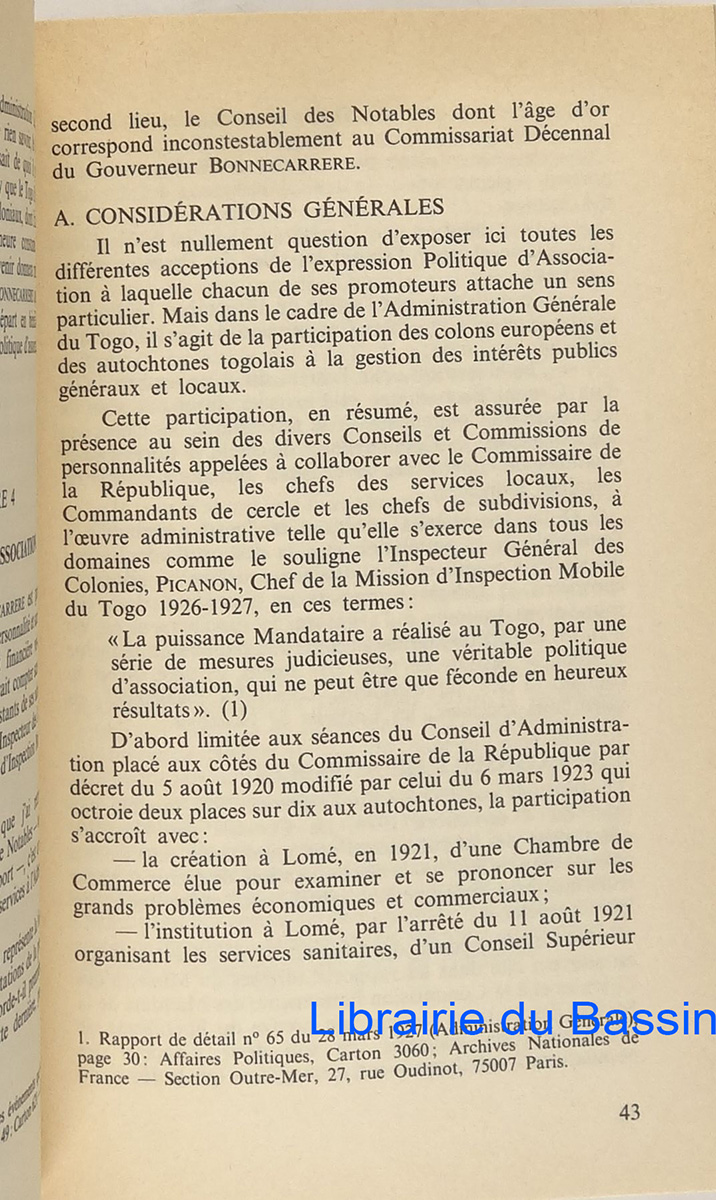 second lieu, le Conseil des Notables dont l'âge d'or
correspond inconstestablement au Commissariat Décennal
du Gouverneur BONNECARRERE.
A. CONSIDÉRATIONS GÉNÉRALES
Il n'est nullement question d'exposer ici toutes les
différentes acceptions de l'expression Politique d'Associa-
tion à laquelle chacun de ses promoteurs attache un sens
particulier. Mais dans le cadre de l'Administration Générale
du Togo, il s'agit de la participation des colons européens et
des autochtones togolais à la gestion des intérêts publics
généraux et locaux.
Cette participation, en résumé, est assurée par la
présence au sein des divers Conseils et Commissions de
personnalités appelées à collaborer avec le Commissaire de
la République, les chefs des services locaux, les
Commandants de cercle et les chefs de subdivisions, à
l'œuvre administrative telle qu'elle s'exerce dans tous les
domaines comme le souligne l'Inspecteur Général des
Colonies, PICANON, Chef de la Mission d'Inspection Mobile
du Togo 1926-1927, en ces termes :
« La puissance Mandataire a réalisé au Togo, par une
série de mesures judicieuses, une véritable politique
d'association, qui ne peut être que féconde en heureux
résultats ». (1)
D'abord limitée aux séances du Conseil d'Administra-
tion placé aux côtés du Commissaire de la République par
décret du 5 août 1920 modifié par celui du 6 mars 1923 qui
octroie deux places sur dix aux autochtones, la participation
s'accroît avec :
— la création à Lomé, en 1921, d'une Chambre de
Commerce élue pour examiner et se prononcer sur les
grands problèmes économiques et commerciaux ;
— l'institution à Lomé, par l'arrêté du 11 août 1921
organisant les services sanitaires, d'un Conseil Supérieur
Librairie du Bassin
1. Rapport de détail n° 65 du 28 mars 1927 (Administration Générale),
page 30 : Affaires Politiques, Carton 3060 ; Archives Nationales de
France — Section Outre-Mer, 27, rue Oudinot, 75007 Paris.
43